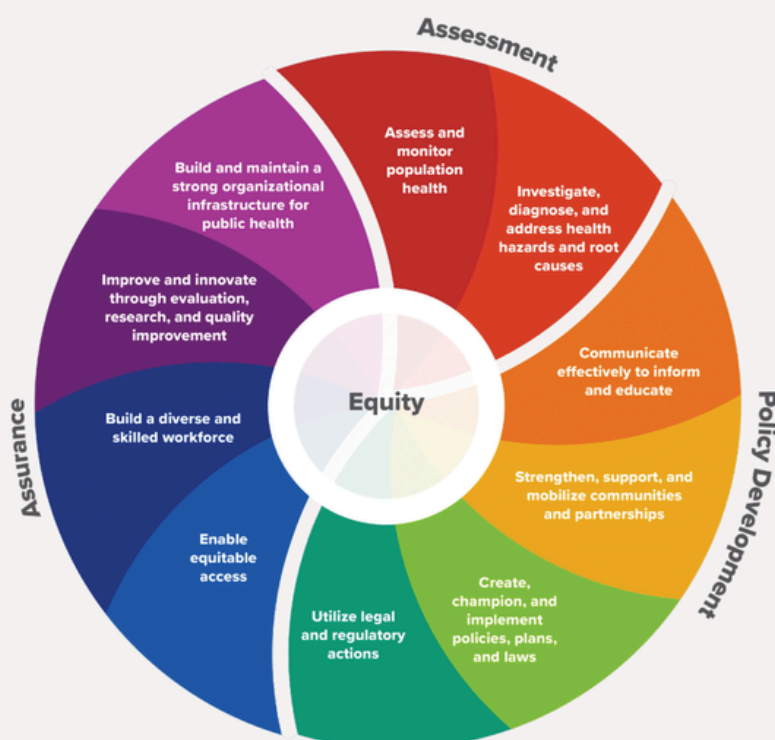 Assessment
Assess and
monitor
population
health
Investigate,
diagnose, and
address health
hazards and root
causes
Policy Development
Communicate
effectively to inform
and educate
Strengthen, support, and
mobilize communities
and partnerships
Create,
champion, and
implement
policies, plans,
and laws
Utilize legal
and regulatory
actions
Assurance
Enable
equitable
access
Build a diverse and
skilled workforce
Improve and innovate
through evaluation,
research, and quality
improvement
Build and maintain a
strong organizational
infrastructure for
public health
Equity